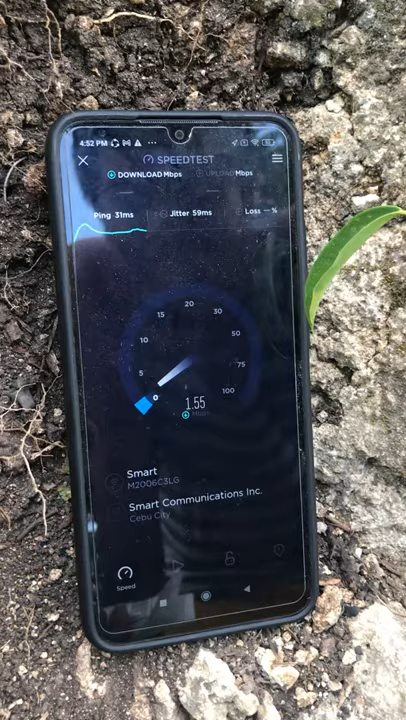 4:52 PM
SPEEDTEST
DOWNLOAD Mbps UPLOAD Mbps
Ping 31ms Jitter 59ms Loss — %
20
15 30
10 50
5 75
0 100
1.55
Mbps
Smart
M2006C3LG
Smart Communications Inc.
Cebu City
Speed